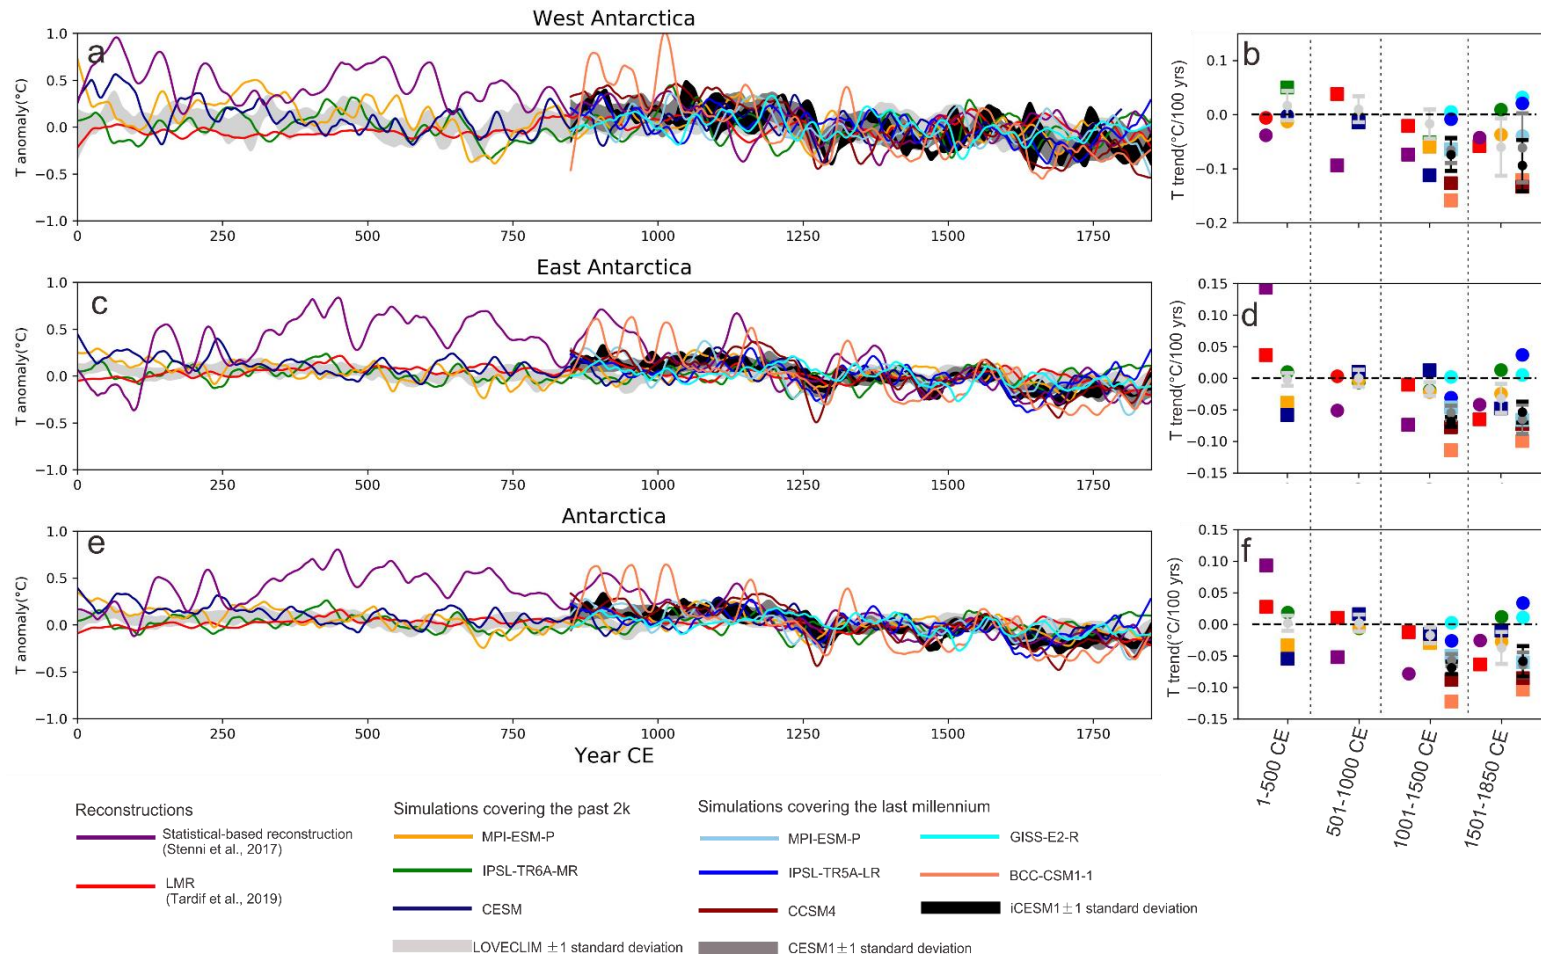 West Antarctica
a
T anomaly(°C)
1.0
0.5
0.0
−0.5
−1.0
0 250 500 750 1000 1250 1500 1750
b
T trend(°C/100 yrs)
0.1
0.0
−0.1
−0.2
East Antarctica
c
T anomaly(°C)
1.0
0.5
0.0
−0.5
−1.0
0 250 500 750 1000 1250 1500 1750
d
T trend(°C/100 yrs)
0.15
0.10
0.05
0.00
−0.05
−0.10
−0.15
Antarctica
e
T anomaly(°C)
1.0
0.5
0.0
−0.5
−1.0
0 250 500 750 1000 1250 1500 1750
Year CE
f
T trend(°C/100 yrs)
0.15
0.10
0.05
0.00
−0.05
−0.10
−0.15
1-500 CE
501-1000 CE
1001-1500 CE
1501-1850 CE
Reconstructions
Statistical-based reconstruction
(Stenni et al., 2017)
LMR
(Tardif et al., 2019)
Simulations covering the past 2k
MPI-ESM-P
IPSL-TR6A-MR
CESM
LOVECLIM ±1 standard deviation
Simulations covering the last millennium
MPI-ESM-P
IPSL-TR5A-LR
CCSM4
CESM1±1 standard deviation
GISS-E2-R
BCC-CSM1-1
iCESM1±1 standard deviation